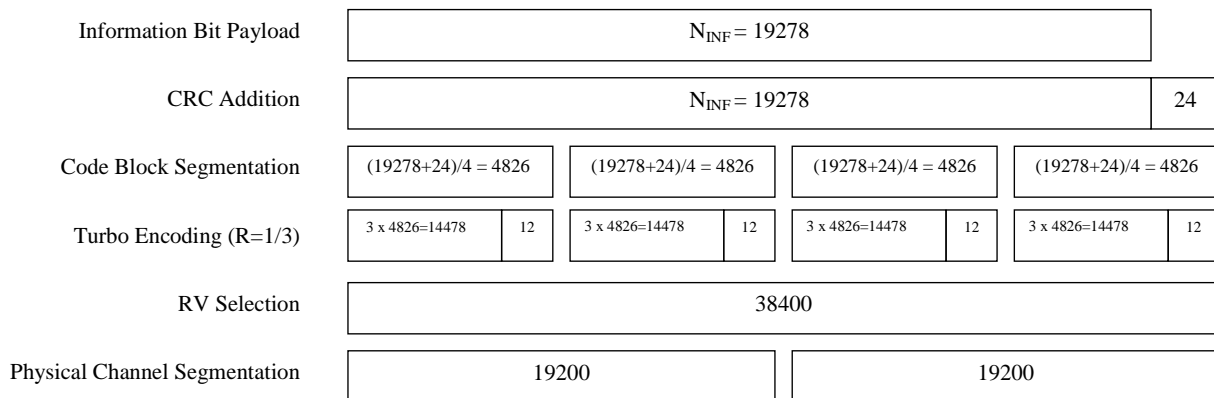 Information Bit Payload N_INF = 19278
CRC Addition N_INF = 19278 24
Code Block Segmentation (19278+24)/4 = 4826 (19278+24)/4 = 4826 (19278+24)/4 = 4826 (19278+24)/4 = 4826
Turbo Encoding (R=1/3) 3 x 4826=14478 12 3 x 4826=14478 12 3 x 4826=14478 12 3 x 4826=14478 12
RV Selection 38400
Physical Channel Segmentation 19200 19200